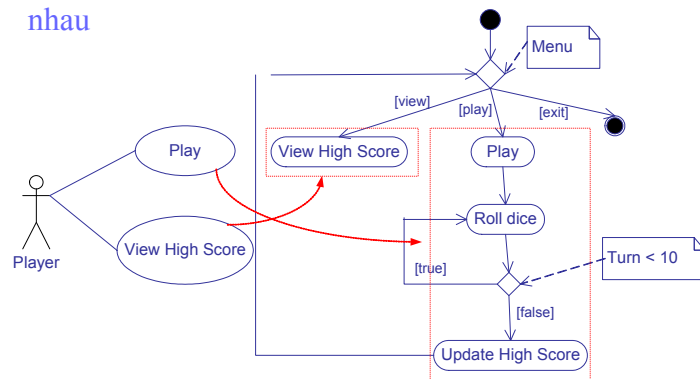 nhau
Menu
[view]
[play]
[exit]
View High Score
Play
Play
Roll dice
View High Score
Player
[true]
Turn < 10
[false]
Update High Score